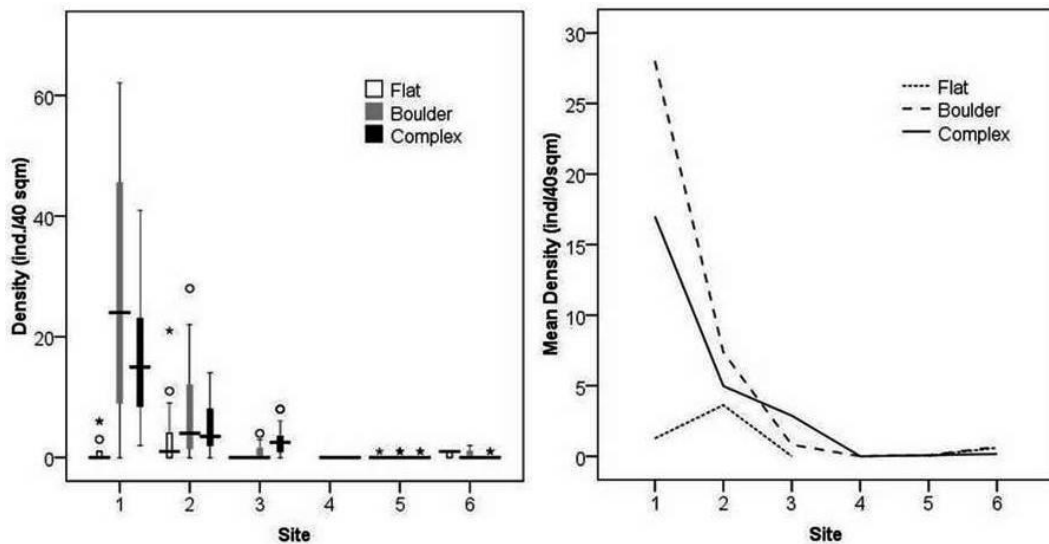 Density (ind./40 sqm)
60
40
20
0
Flat
Boulder
Complex
1 2 3 4 5 6
Site
Mean Density (ind/40sqm)
30
25
20
15
10
5
0
Flat
Boulder
Complex
1 2 3 4 5 6
Site